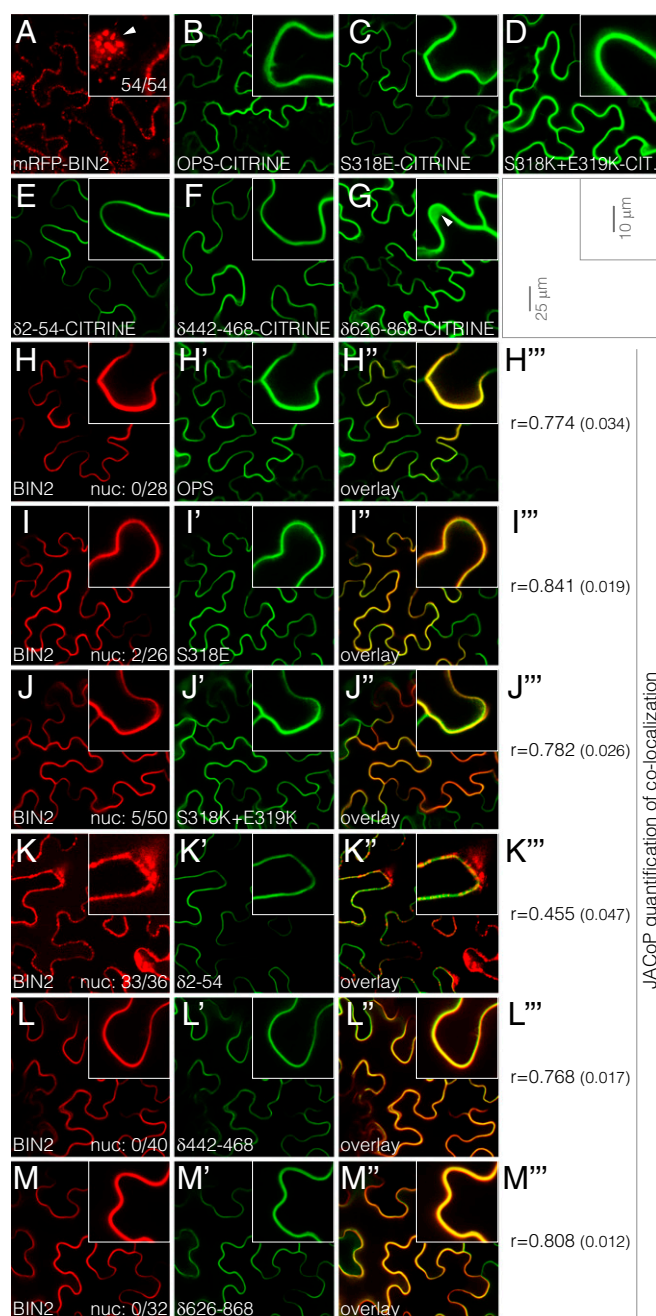 A
54/54
mRFP-BIN2
B
OPS-CITRINE
C
S318E-CITRINE
D
S318K+E319K-CIT.
E
δ2-54-CITRINE
F
δ442-468-CITRINE
G
δ626-868-CITRINE
10 μm
25 μm
H
BIN2 nuc: 0/28
H'
OPS
H''
overlay
H'''
r=0.774 (0.034)
I
BIN2 nuc: 2/26
I'
S318E
I''
overlay
I'''
r=0.841 (0.019)
J
BIN2 nuc: 5/50
J'
S318K+E319K
J''
overlay
J'''
r=0.782 (0.026)
K
BIN2 nuc: 33/36
K'
δ2-54
K''
overlay
K'''
r=0.455 (0.047)
L
BIN2 nuc: 0/40
L'
δ442-468
L''
overlay
L'''
r=0.768 (0.017)
M
BIN2 nuc: 0/32
M'
δ626-868
M''
overlay
M'''
r=0.808 (0.012)
JACoP quantification of co-localization